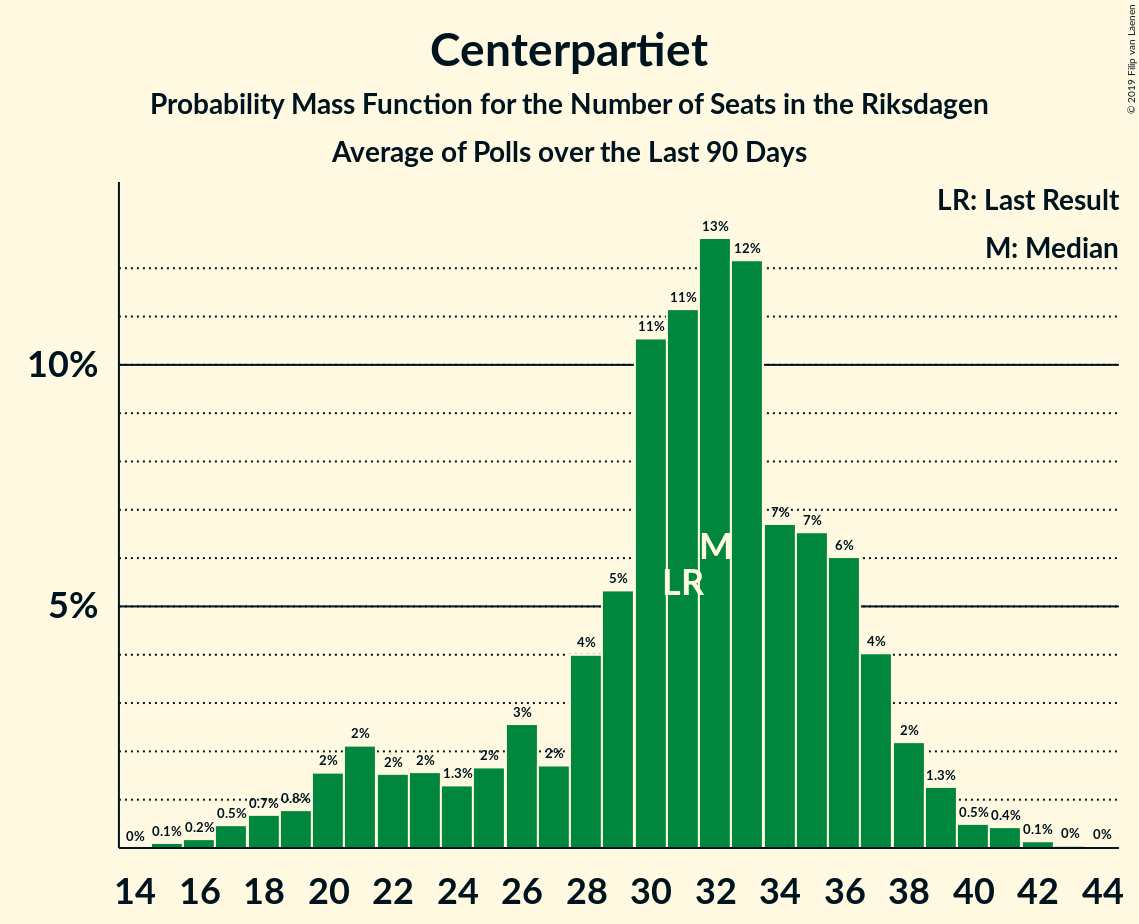 Centerpartiet
Probability Mass Function for the Number of Seats in the Riksdagen
Average of Polls over the Last 90 Days
© 2019 Filip van Laenen
LR: Last Result
M: Median
10%
5%
0% 0.1% 0.2% 0.5% 0.7% 0.8% 2% 2% 2% 2% 1.3% 2% 3% 2% 4% 5% 11% 11% 13% 12% 7% 7% 6% 4% 2% 1.3% 0.5% 0.4% 0.1% 0% 0%
M
LR
14 16 18 20 22 24 26 28 30 32 34 36 38 40 42 44